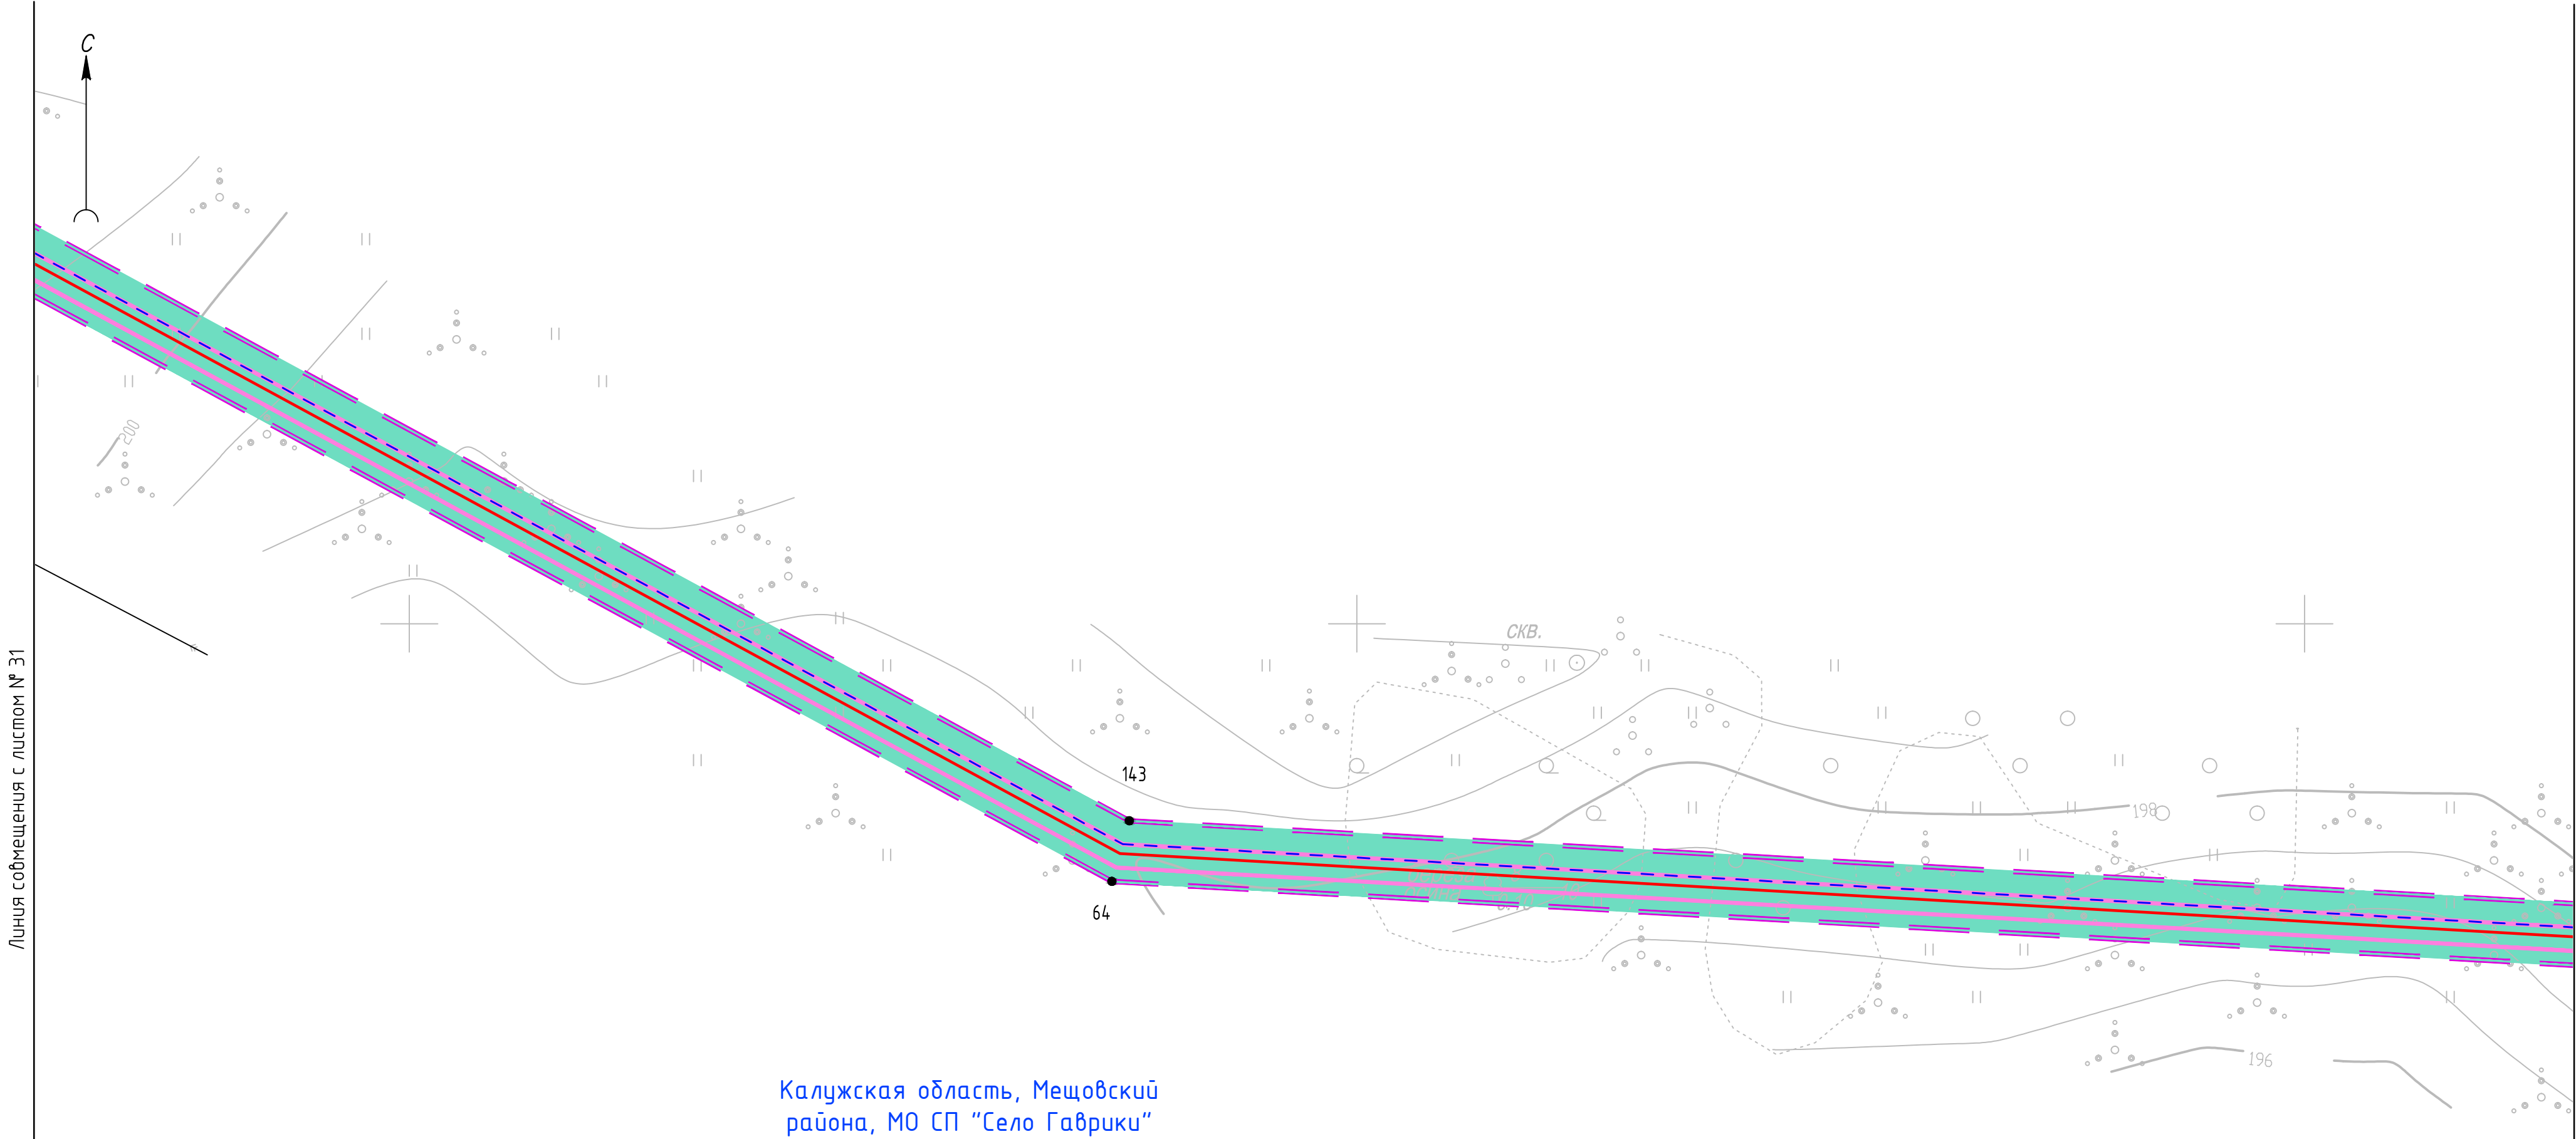 С
200
Линия совмещения с листом № 31
СКВ.
143
198
64
196
Калужская область, Мещовский
района, МО СП "Село Гаврики"